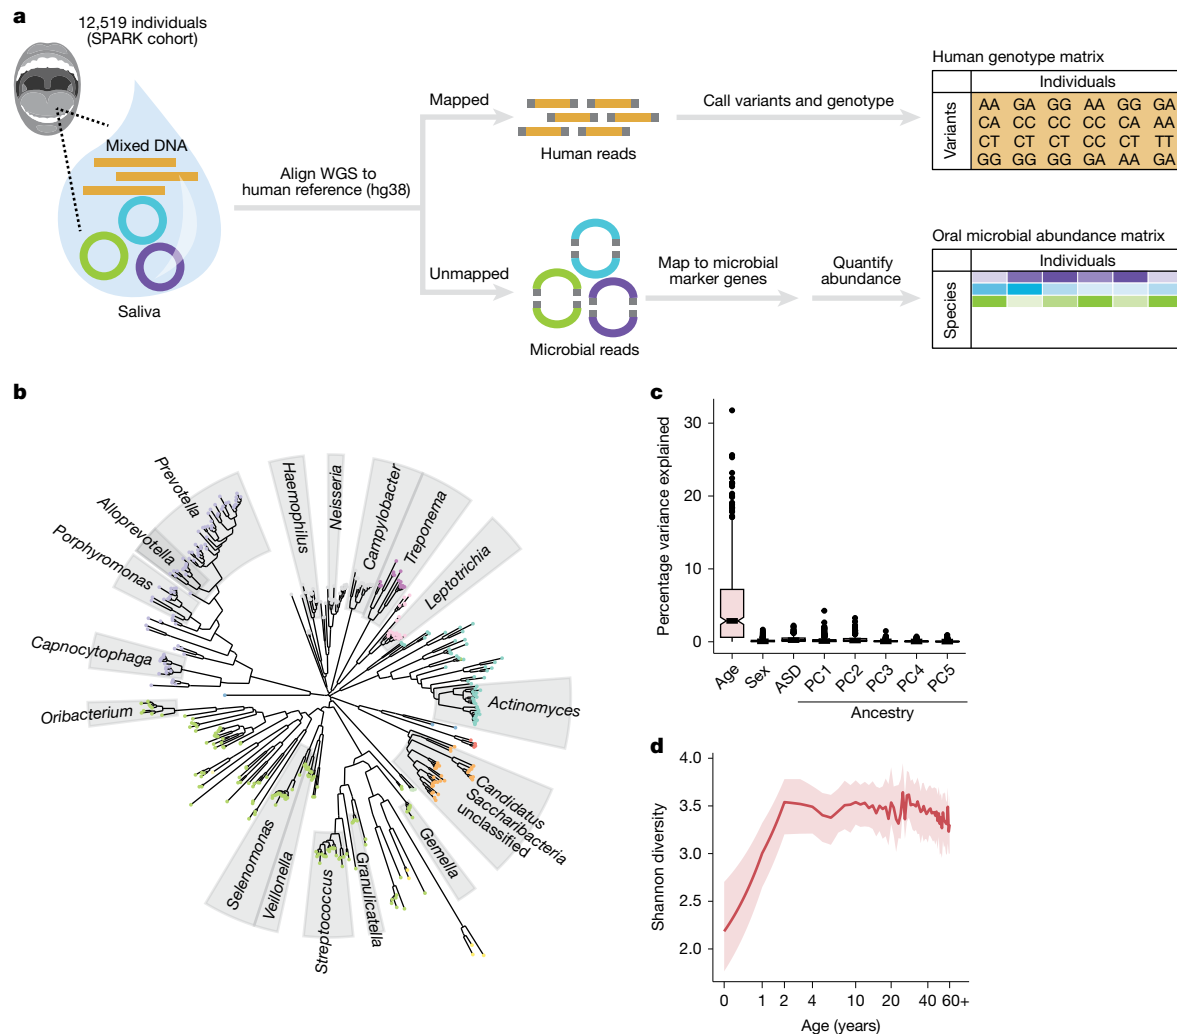 a
12,519 individuals
(SPARK cohort)
Mixed DNA
Saliva
Align WGS to
human reference (hg38)
Mapped
Human reads
Call variants and genotype
Human genotype matrix
Individuals
Variants
AA GA GG AA GG GA
CA CC CC CC CA AA
CT CT CT CC CT TT
GG GG GG GA AA GA
Unmapped
Microbial reads
Map to microbial
marker genes
Quantify
abundance
Oral microbial abundance matrix
Individuals
Species
b
Prevotella
Alloprevotella
Porphyromonas
Capnocytophaga
Oribacterium
Haemophilus
Neisseria
Campylobacter
Treponema
Leptotrichia
Actinomyces
Candidatus
Saccharibacteria
unclassified
Gemella
Granulicatella
Streptococcus
Veillonella
Selenomonas
c
Percentage variance explained
30
20
10
0
Age
Sex
ASD
PC1
PC2
PC3
PC4
PC5
Ancestry
d
Shannon diversity
4.0
3.5
3.0
2.5
2.0
0 1 2 4 10 20 40 60+
Age (years)